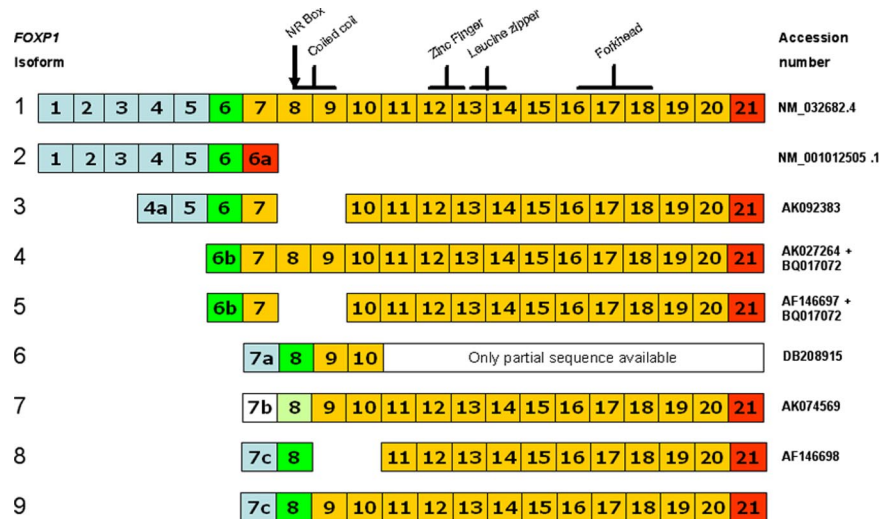 NR Box
Coiled coil
Zinc Finger
Leucine zipper
Forkhead
FOXP1
Isoform
Accession
number
1 1 2 3 4 5 6 7 8 9 10 11 12 13 14 15 16 17 18 19 20 21 NM_032682.4
2 1 2 3 4 5 6 6a NM_001012505 .1
3 4a 5 6 7 10 11 12 13 14 15 16 17 18 19 20 21 AK092383
4 6b 7 8 9 10 11 12 13 14 15 16 17 18 19 20 21 AK027264 +
BQ017072
5 6b 7 10 11 12 13 14 15 16 17 18 19 20 21 AF146697 +
BQ017072
6 7a 8 9 10 Only partial sequence available DB208915
7 7b 8 9 10 11 12 13 14 15 16 17 18 19 20 21 AK074569
8 7c 8 11 12 13 14 15 16 17 18 19 20 21 AF146698
9 7c 8 9 10 11 12 13 14 15 16 17 18 19 20 21